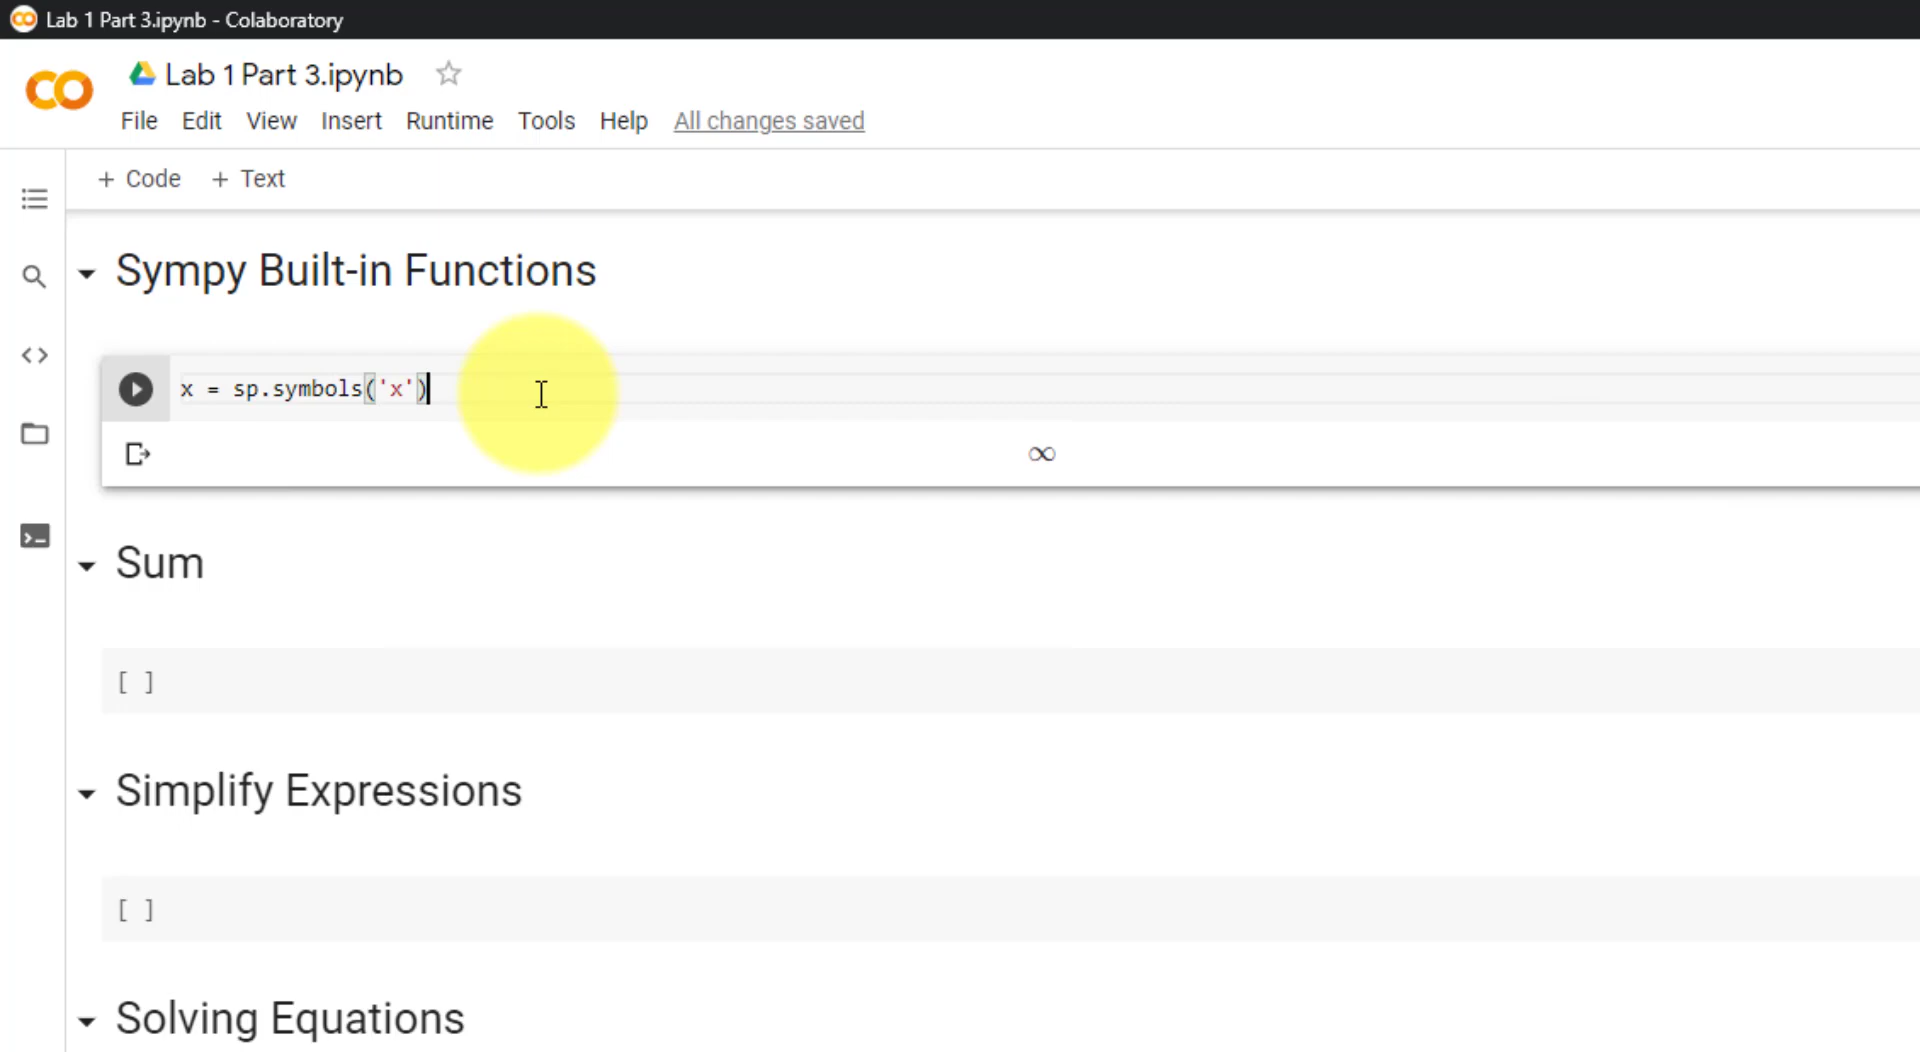 Lab 1 Part 3.ipynb - Colaboratory
Lab 1 Part 3.ipynb
File Edit View Insert Runtime Tools Help All changes saved
+ Code + Text
Sympy Built-in Functions
x = sp.symbols('x')
∞
Sum
[ ]
Simplify Expressions
[ ]
Solving Equations